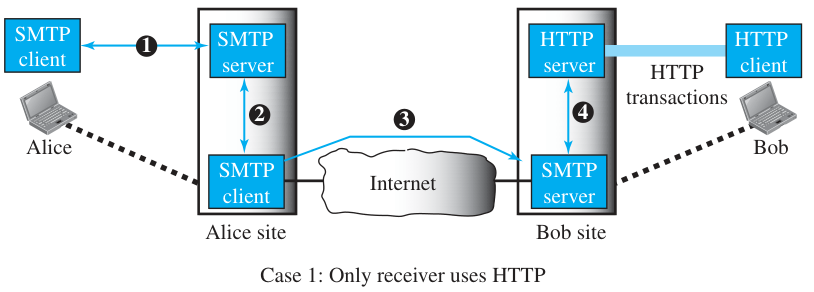 SMTP
client
1
SMTP
server
3
HTTP
server
HTTP
client
HTTP
transactions
2
4
Alice
SMTP
client
Internet
SMTP
server
Bob
Alice site
Bob site
Case 1: Only receiver uses HTTP